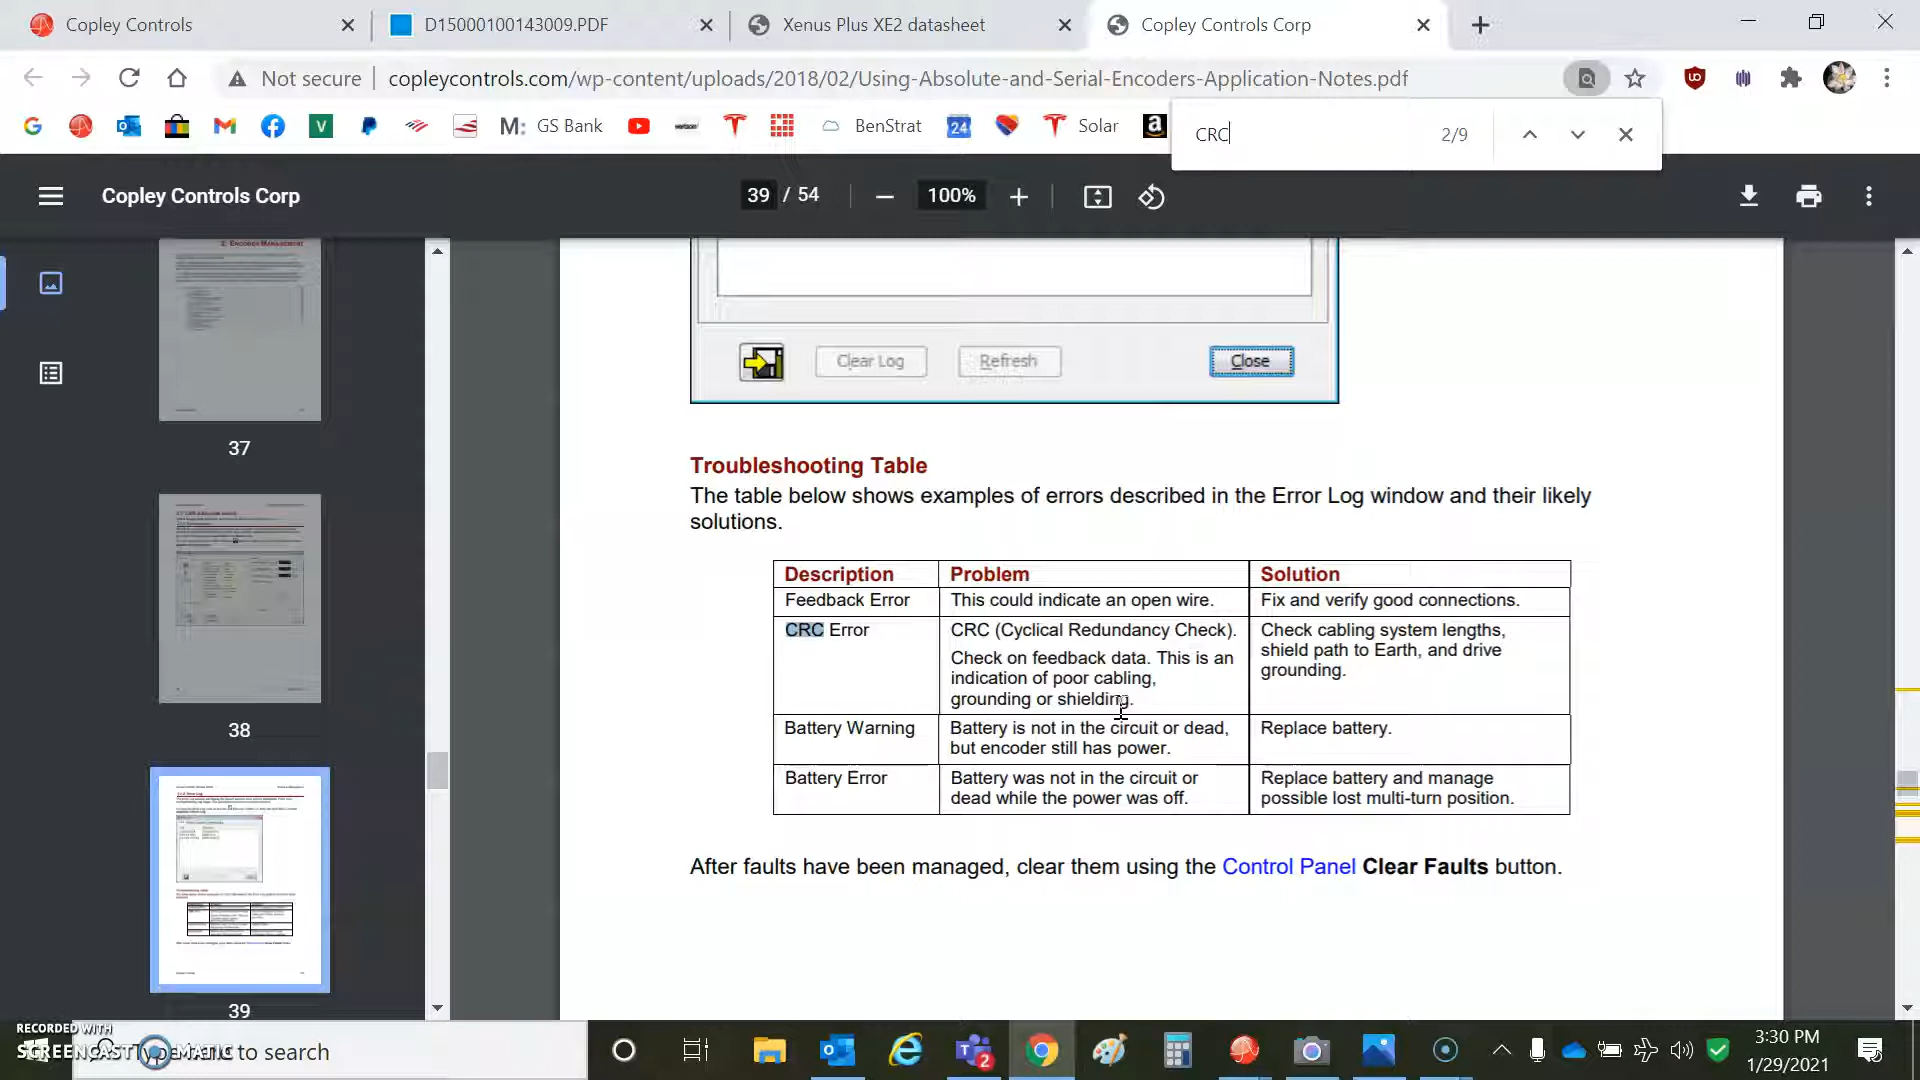 Copley Controls
D15000100143009.PDF
Xenus Plus XE2 datasheet
Copley Controls Corp
Not secure
copleycontrols.com/wp-content/uploads/2018/02/Using-Absolute-and-Serial-Encoders-Application-Notes.pdf
M: GS Bank
BenStrat
24
Solar
CRC
2/9
Copley Controls Corp
39 / 54
100%
37
38
39
Clear Log
Refresh
Close
Troubleshooting Table
The table below shows examples of errors described in the Error Log window and their likely
solutions.
Description Problem Solution
Feedback Error This could indicate an open wire. Fix and verify good connections.
CRC Error CRC (Cyclical Redundancy Check).
Check on feedback data. This is an
indication of poor cabling,
grounding or shielding.
Check cabling system lengths,
shield path to Earth, and drive
grounding.
Battery Warning Battery is not in the circuit or dead,
but encoder still has power.
Replace battery.
Battery Error Battery was not in the circuit or
dead while the power was off.
Replace battery and manage
possible lost multi-turn position.
After faults have been managed, clear them using the Control Panel Clear Faults button.
RECORDED WITH
SCREENCAST MATIC
to search
2
3:30 PM
1/29/2021